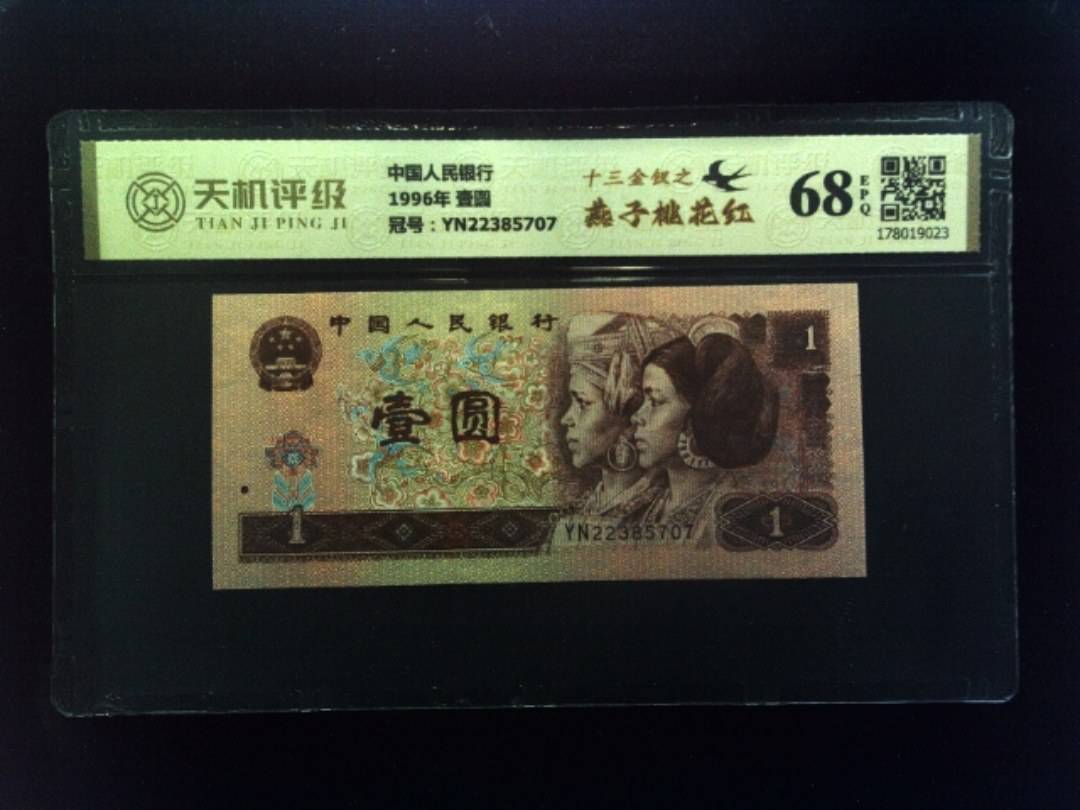 天机评级
TIAN JI PING JI
中国人民银行
1996年 壹圆
冠号：YN22385707
十三金钗之
燕子桃花红
68
EPQ
178019023
中国人民银行
壹圆
1
1
YN22385707
1